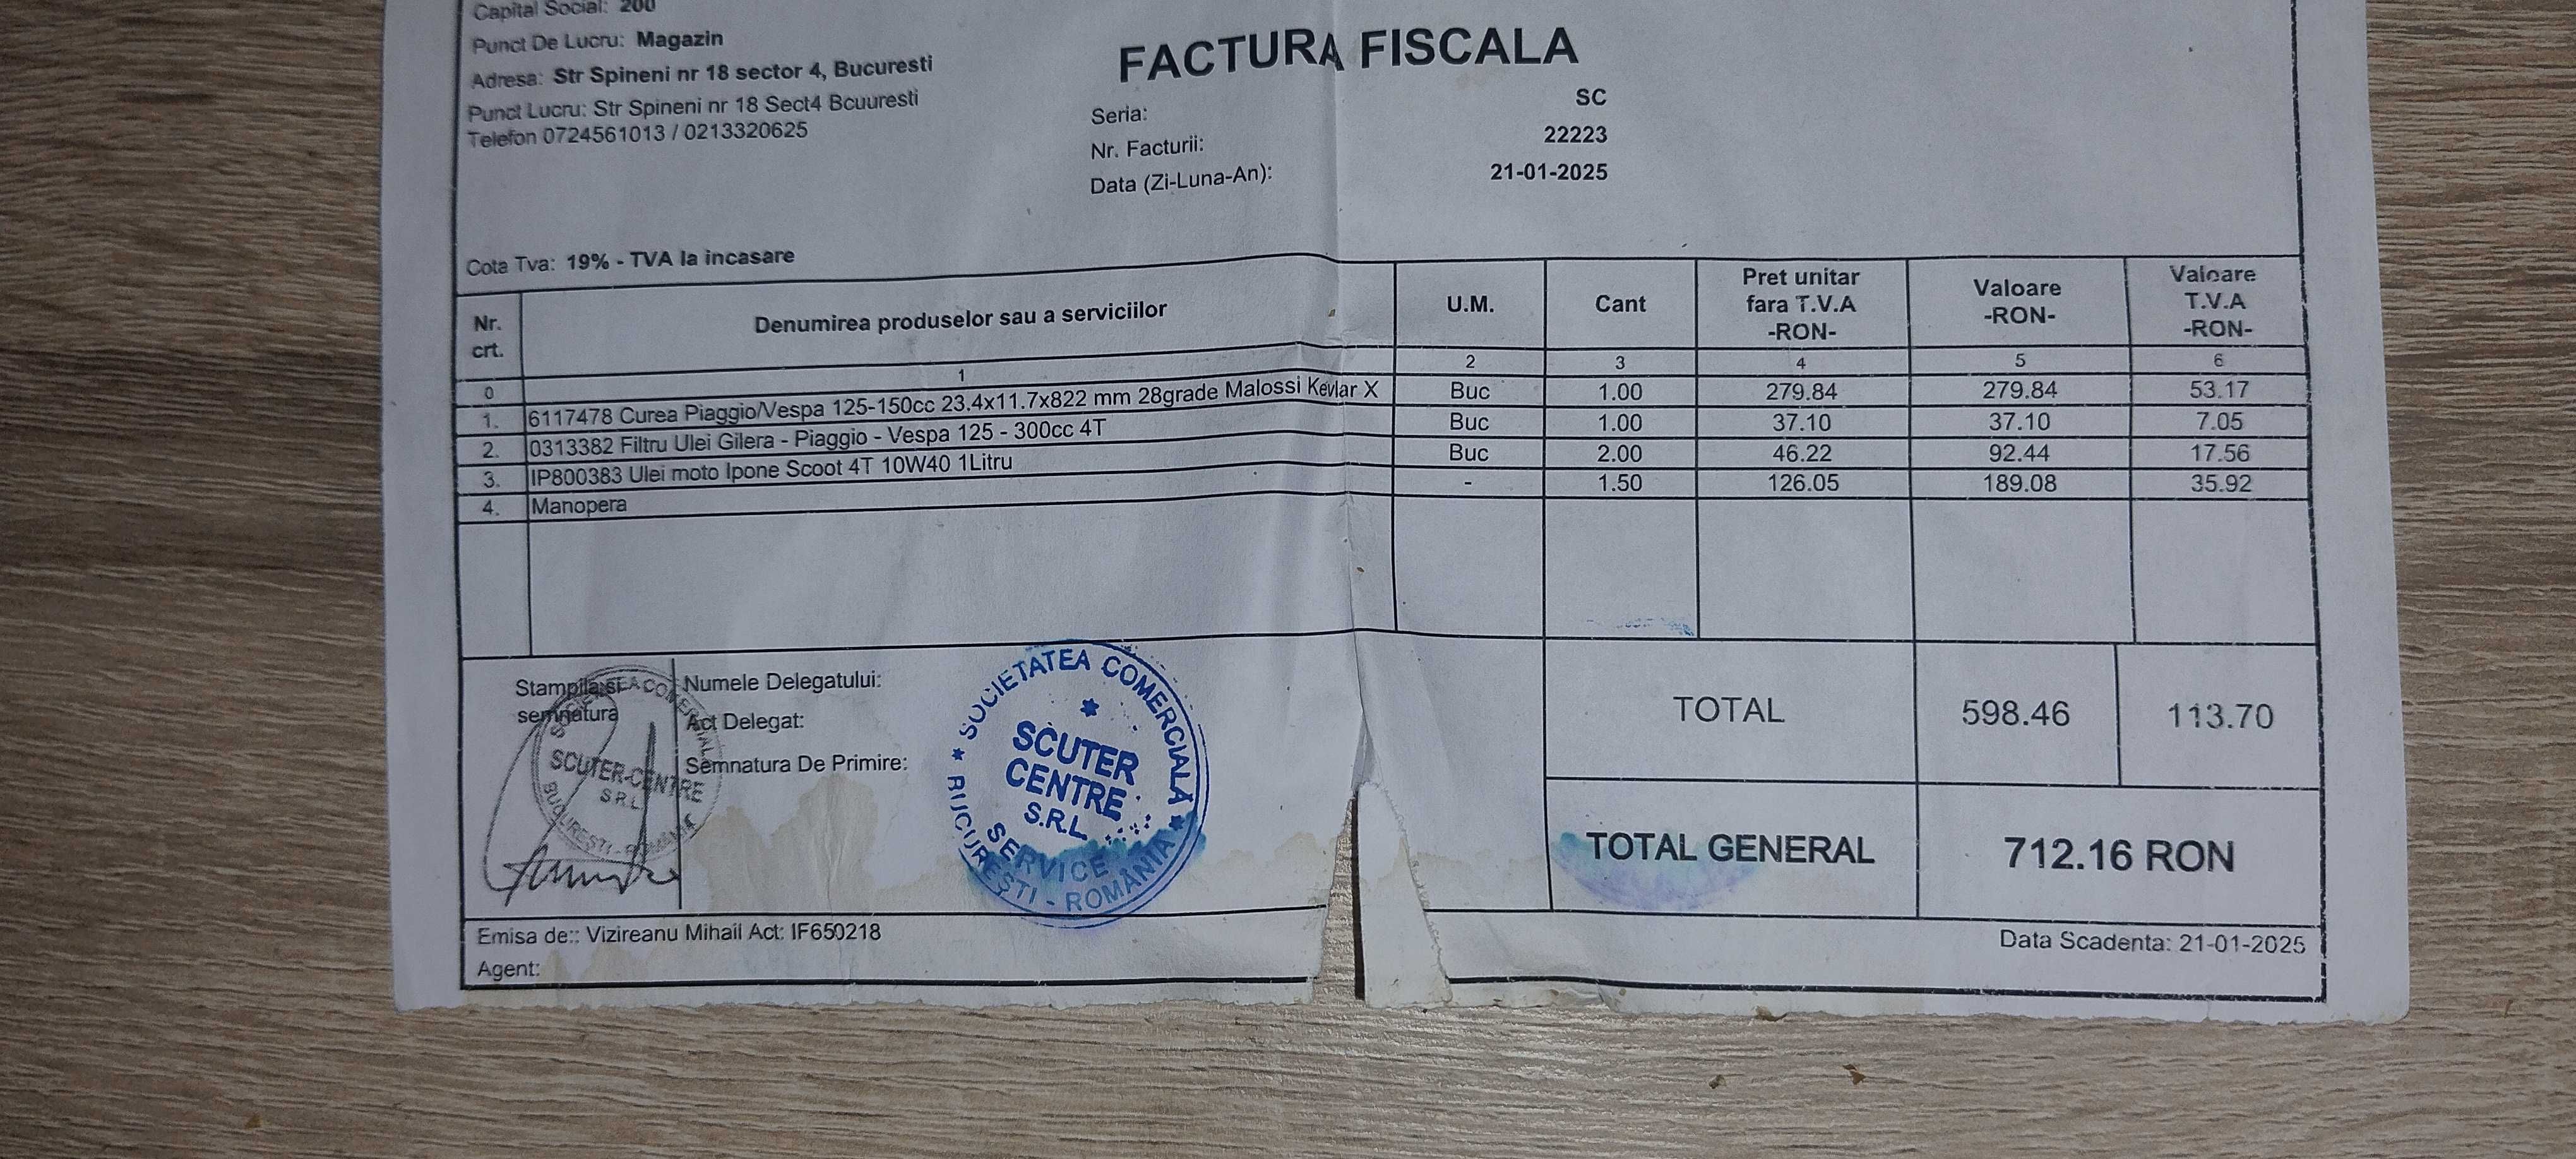 Capital Social: 200
Punct De Lucru: Magazin
Adresa: Str Spineni nr 18 sector 4, Bucuresti
Punct Lucru: Str Spineni nr 18 Sect4 Bcuuresti
Telefon 0724561013 / 0213320625
FACTURA FISCALA
Seria: SC
Nr. Facturii: 22223
Data (Zi-Luna-An): 21-01-2025
Cota Tva: 19% - TVA la incasare
Nr. crt. Denumirea produselor sau a serviciilor U.M. Cant Pret unitar fara T.V.A -RON- Valoare -RON- Valoare T.V.A -RON-
0 1 2 3 4 5 6
1. 6117478 Curea Piaggio/Vespa 125-150cc 23.4x11.7x822 mm 28grade Malossi Kevlar X Buc 1.00 279.84 279.84 53.17
2. 0313382 Filtru Ulei Gilera - Piaggio - Vespa 125 - 300cc 4T Buc 1.00 37.10 37.10 7.05
3. IP800383 Ulei moto Ipone Scoot 4T 10W40 1Litru Buc 2.00 46.22 92.44 17.56
4. Manopera - 1.50 126.05 189.08 35.92
Stampila si
semnatura
SCUTER-CENTRE
S.R.L
BUCURESTI - ROMANIA
Numele Delegatului:
Act Delegat:
Semnatura De Primire:
SOCIETATEA COMERCIALA
SCUTER
CENTRE
S.R.L
SERVICE
BUCURESTI - ROMANIA
TOTAL 598.46 113.70
TOTAL GENERAL 712.16 RON
Emisa de:: Vizireanu Mihail Act: IF650218
Agent:
Data Scadenta: 21-01-2025